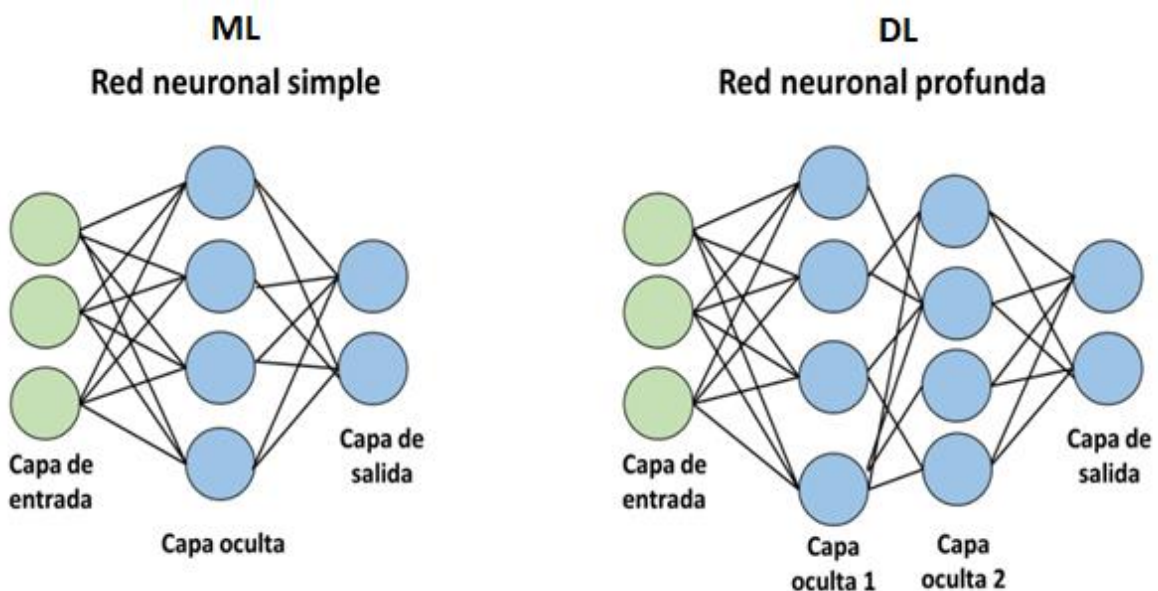 ML
Red neuronal simple
Capa de
entrada
Capa oculta
Capa de
salida
DL
Red neuronal profunda
Capa de
entrada
Capa
oculta 1
Capa
oculta 2
Capa de
salida